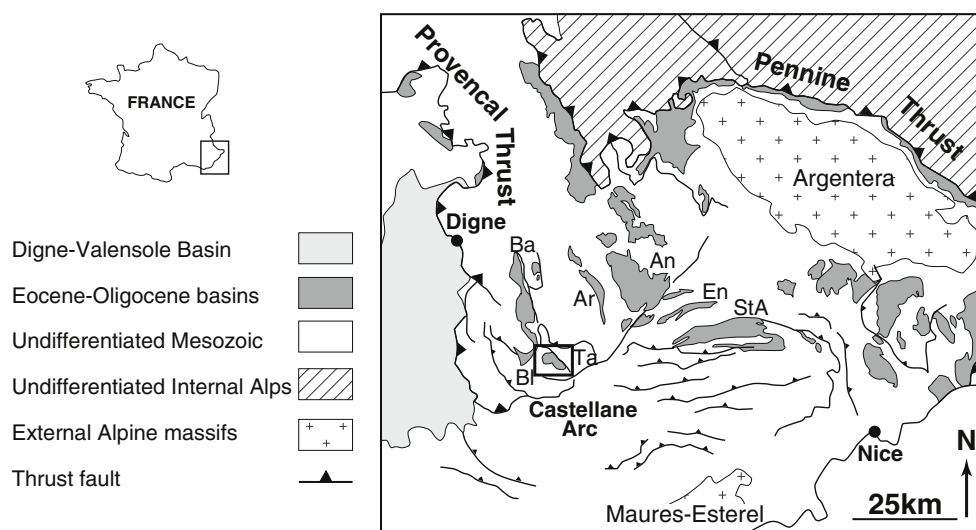 FRANCE
Digne-Valensole Basin
Eocene-Oligocene basins
Undifferentiated Mesozoic
Undifferentiated Internal Alps
External Alpine massifs
Thrust fault
Provencal Thrust
Pennine Thrust
Argentera
Digne
Ba
An
Ar
En
StA
Ta
Bl
Castellane
Arc
Nice
N
25km
Maures-Esterel